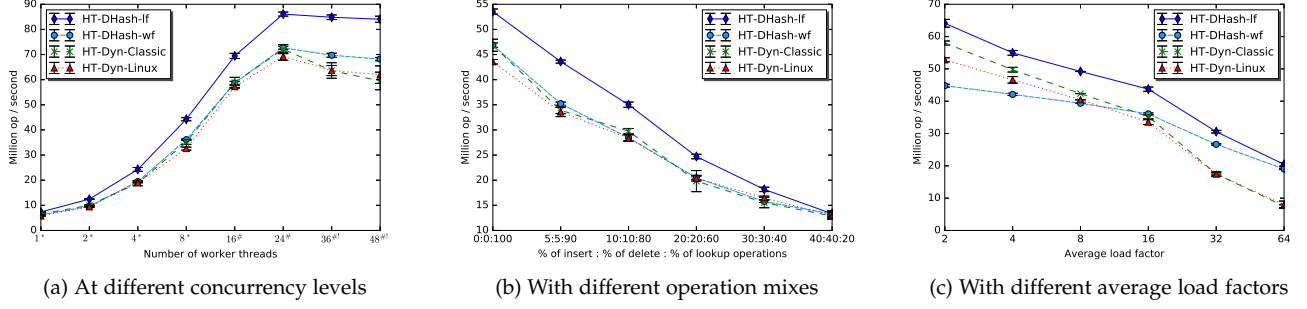 90
80
70
60
50
40
30
20
10
0
Million op / second
HT-DHash-lf
HT-DHash-wf
HT-Dyn-Classic
HT-Dyn-Linux
1* 2* 4* 8* 16# 24# 36#! 48#!
Number of worker threads
(a) At different concurrency levels
55
50
45
40
35
30
25
20
15
10
Million op / second
HT-DHash-lf
HT-DHash-wf
HT-Dyn-Classic
HT-Dyn-Linux
0:0:100 5:5:90 10:10:80 20:20:60 30:30:40 40:40:20
% of insert : % of delete : % of lookup operations
(b) With different operation mixes
70
60
50
40
30
20
10
0
Million op / second
HT-DHash-lf
HT-DHash-wf
HT-Dyn-Classic
HT-Dyn-Linux
2 4 8 16 32 64
Average load factor
(c) With different average load factors